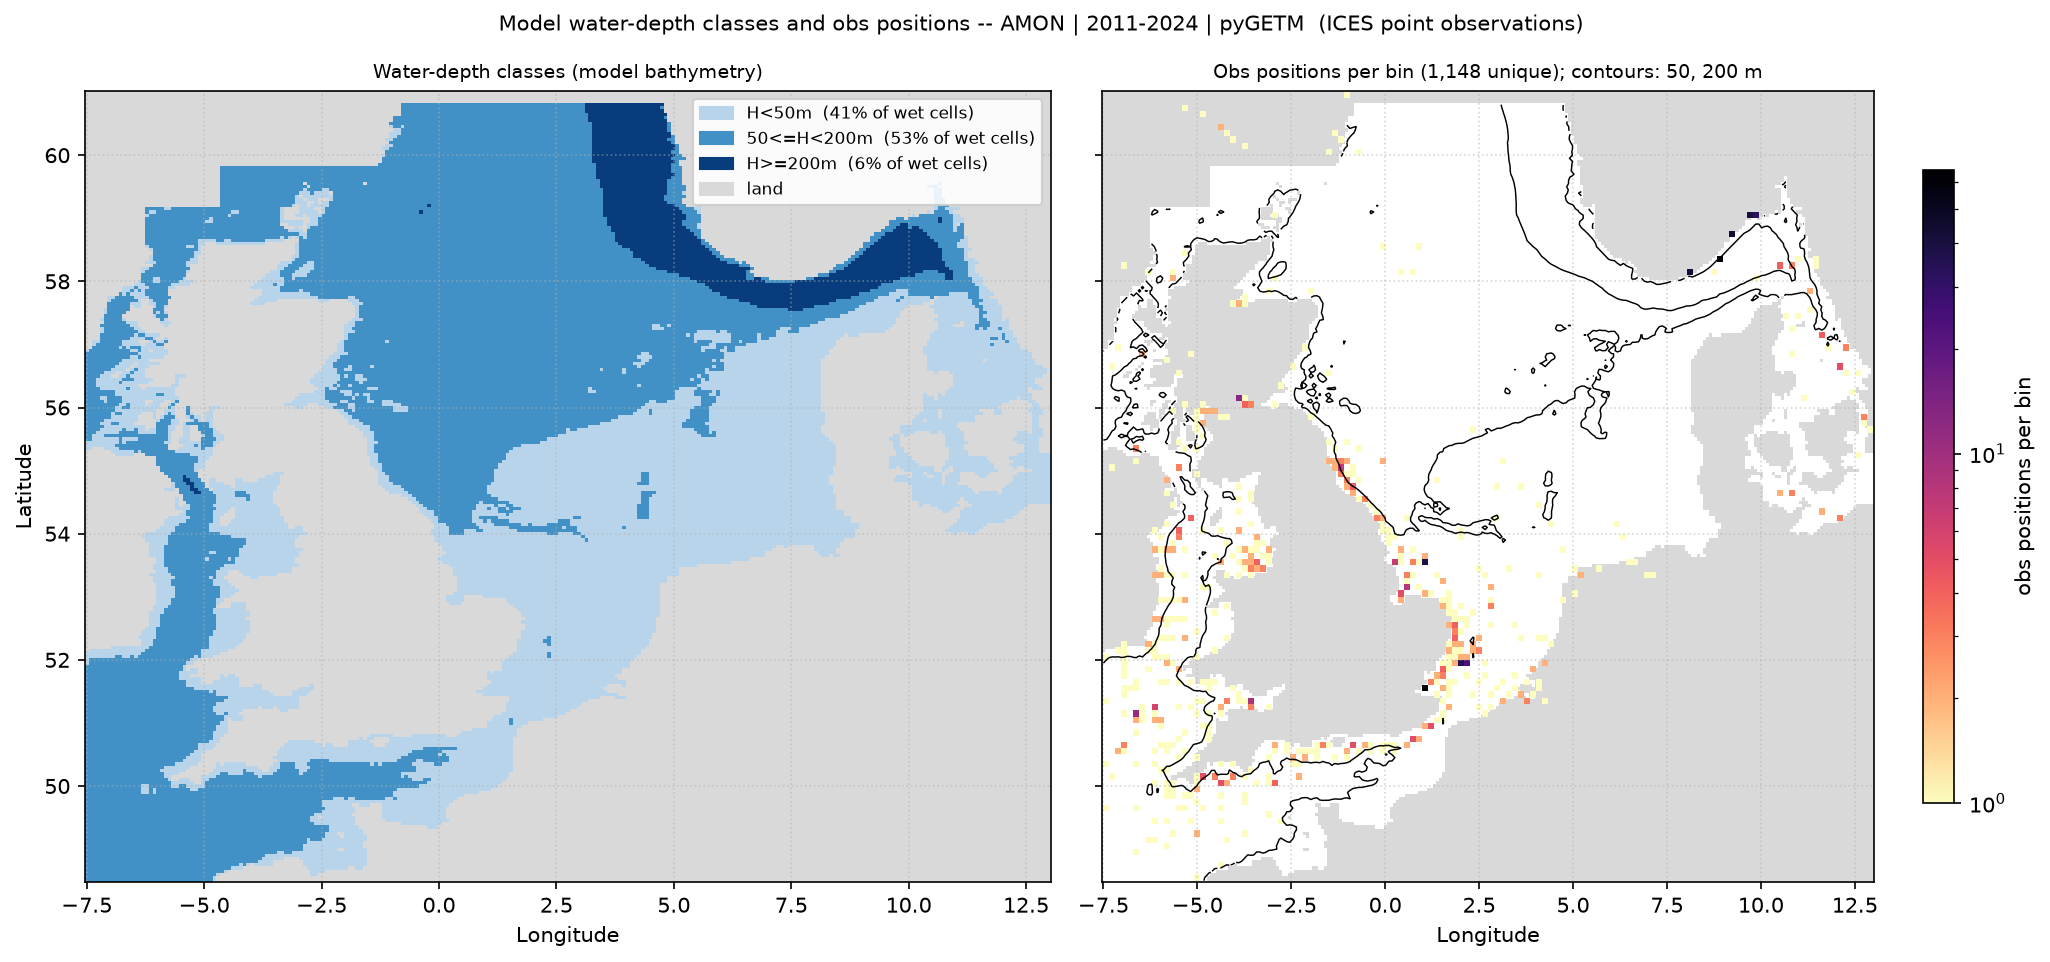 Model water-depth classes and obs positions -- AMON | 2011-2024 | pyGETM  (ICES point observations)
Water-depth classes (model bathymetry)
H<50m  (41% of wet cells)
50<=H<200m  (53% of wet cells)
H>=200m  (6% of wet cells)
land
Latitude
60
58
56
54
52
50
−7.5 −5.0 −2.5 0.0 2.5 5.0 7.5 10.0 12.5
Longitude
Obs positions per bin (1,148 unique); contours: 50, 200 m
−7.5 −5.0 −2.5 0.0 2.5 5.0 7.5 10.0 12.5
Longitude
10¹
10⁰
obs positions per bin